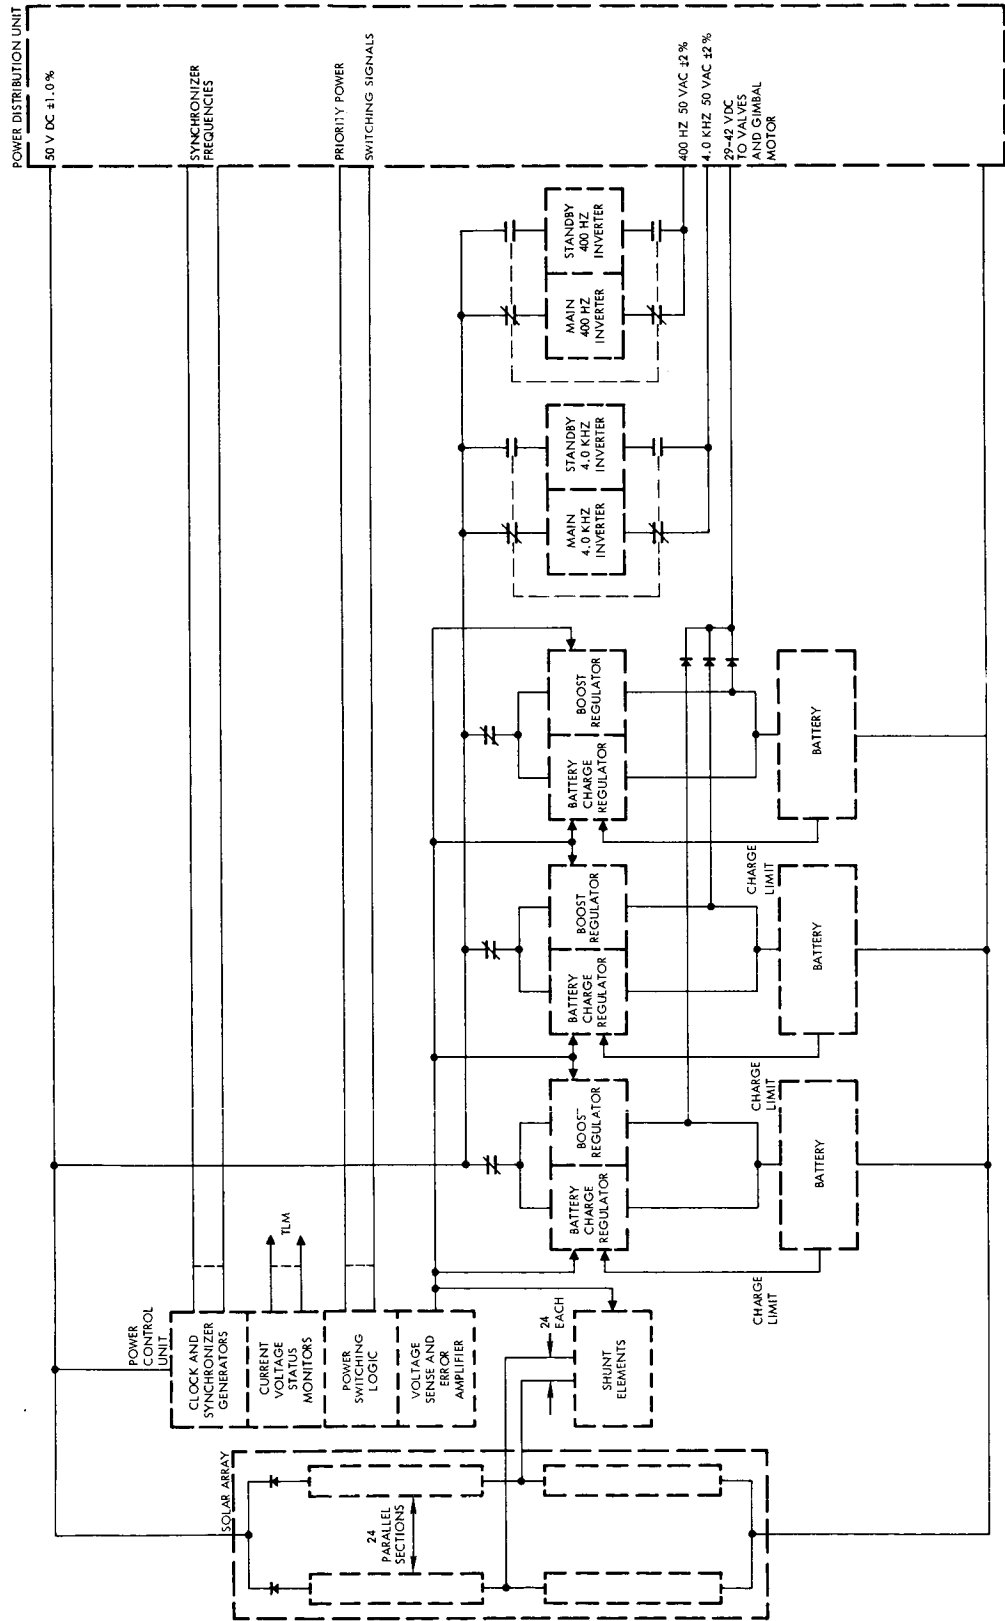 POWER DISTRIBUTION UNIT
50 V DC ±1.0%
SYNCHRONIZER
FREQUENCIES
PRIORITY POWER
SWITCHING SIGNALS
400 HZ 50 VAC ±2%
4.0 KHZ 50 VAC ±2%
29-42 VDC
TO VALVES
AND GIMBAL
MOTOR
STANDBY
400 HZ
INVERTER
MAIN
400 HZ
INVERTER
STANDBY
4.0 KHZ
INVERTER
MAIN
4.0 KHZ
INVERTER
BOOST
REGULATOR
BATTERY
CHARGE
REGULATOR
BATTERY
CHARGE
LIMIT
BOOST
REGULATOR
BATTERY
CHARGE
REGULATOR
BATTERY
CHARGE
LIMIT
BOOS
REGULATOR
BATTERY
CHARGE
REGULATOR
BATTERY
CHARGE
LIMIT
TLM
POWER
CONTROL
UNIT
CLOCK AND
SYNCHRONIZER
GENERATORS
CURRENT
VOLTAGE
STATUS
MONITORS
POWER
SWITCHING
LOGIC
VOLTAGE
SENSE AND
ERROR
AMPLIFIER
24
EACH
SHUNT
ELEMENTS
SOLAR ARRAY
24
PARALLEL
SECTIONS